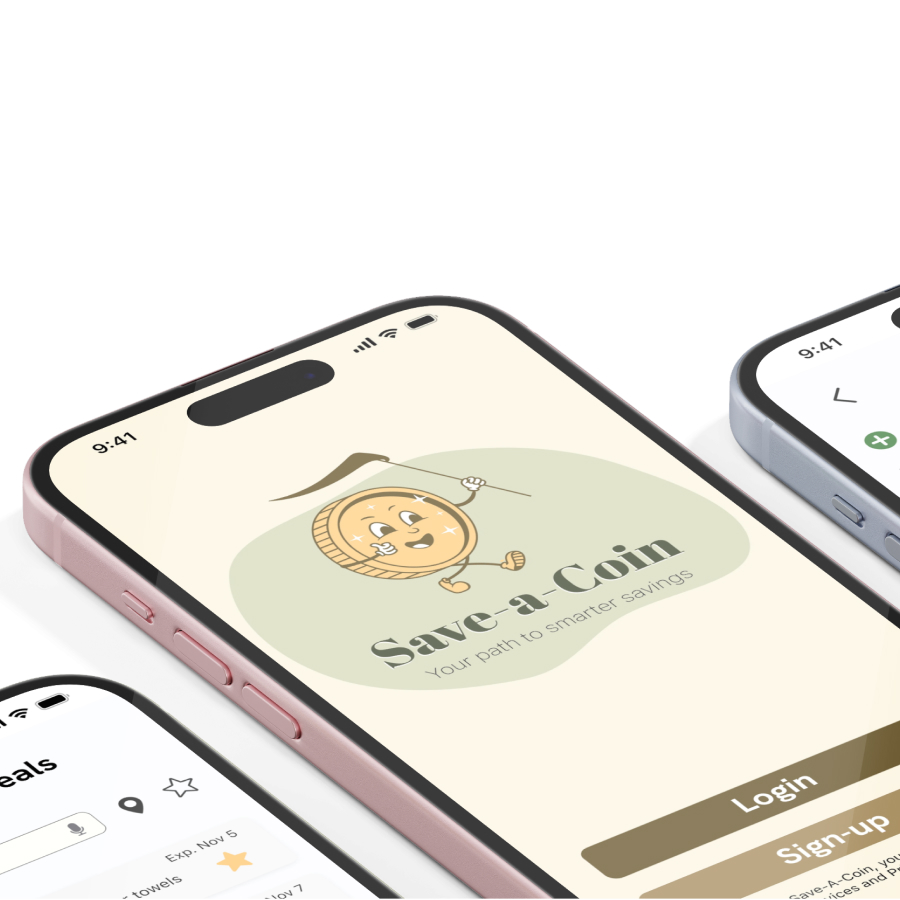 9:41
Save-a-Coin
Your path to smarter savings
Login
Sign-up
Save-A-Coin, you
vices and Pr
9:41
eals
Exp. Nov 5
r towels
Nov 7